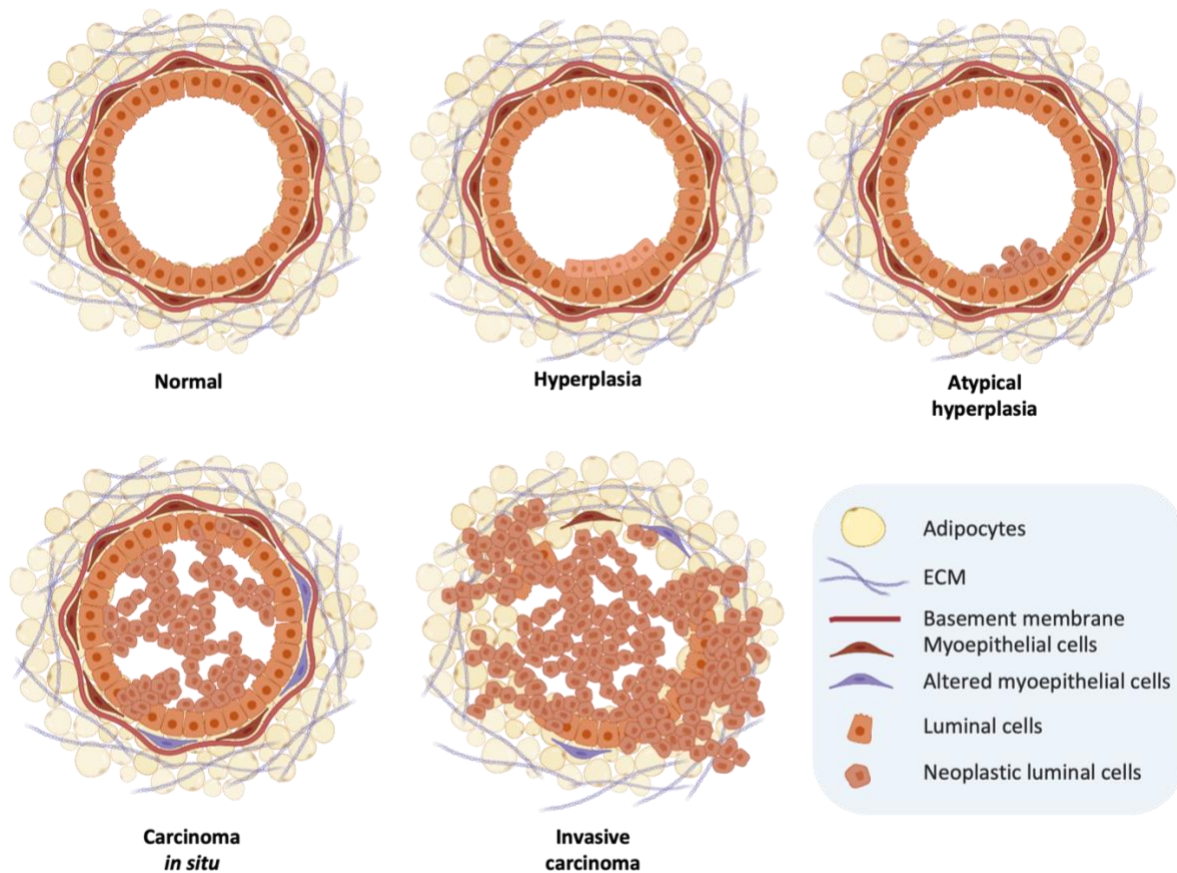 Normal
Hyperplasia
Atypical
hyperplasia
Carcinoma
in situ
Invasive
carcinoma
Adipocytes
ECM
Basement membrane
Myoepithelial cells
Altered myoepithelial cells
Luminal cells
Neoplastic luminal cells